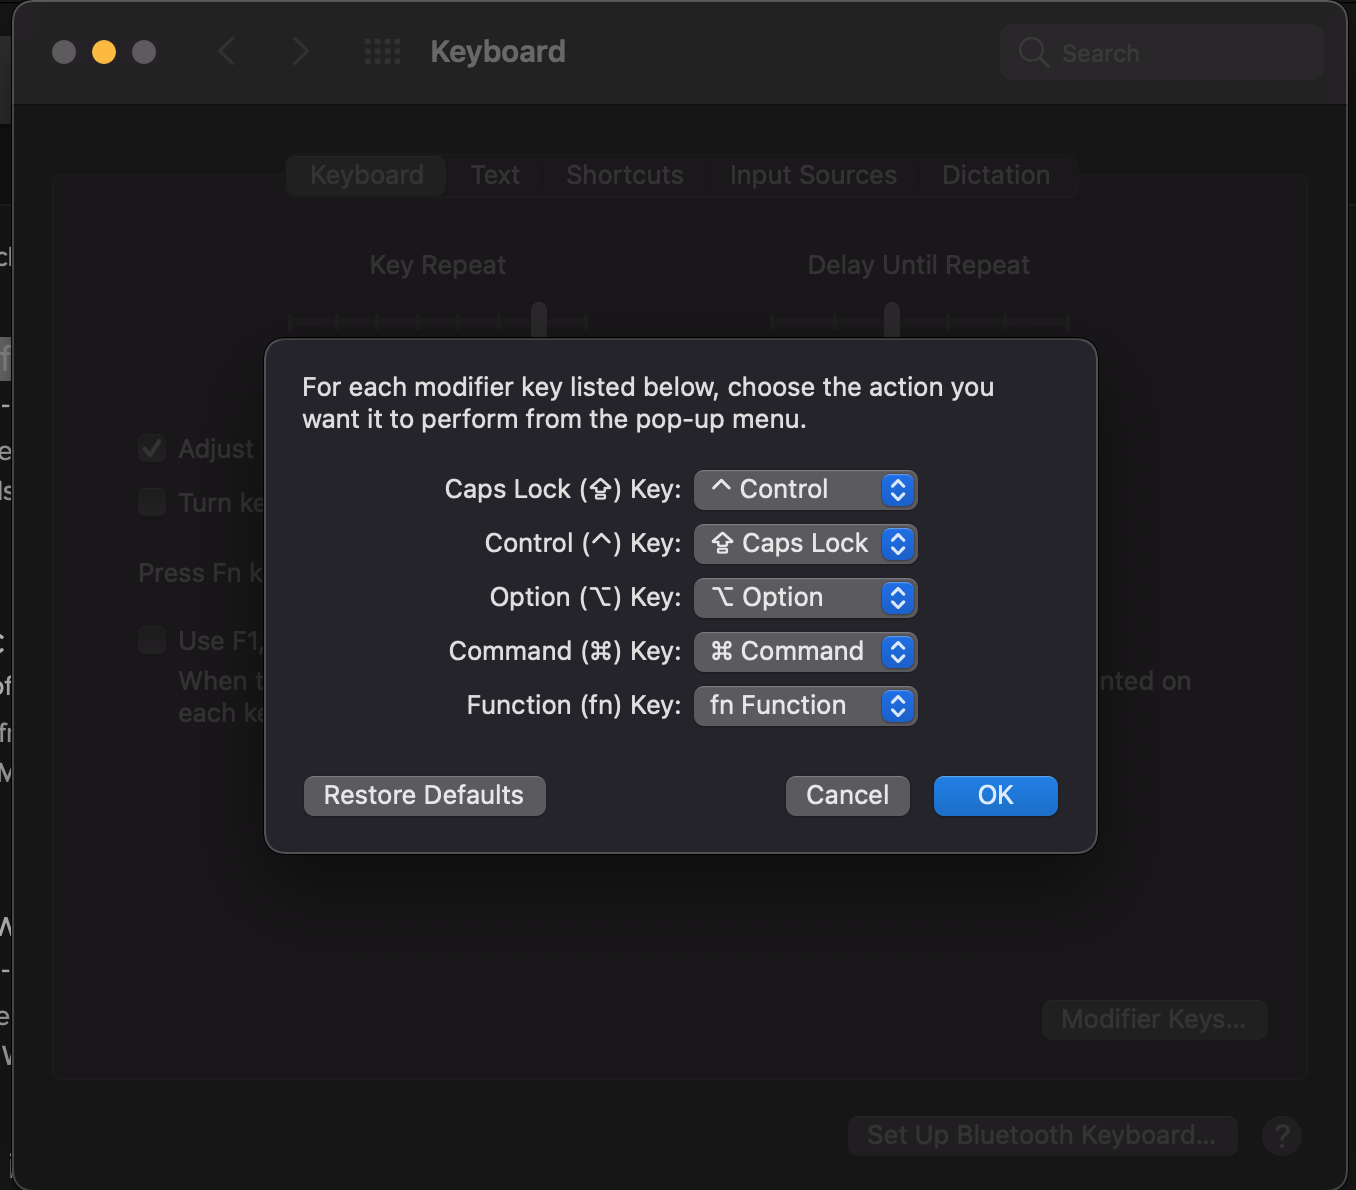 Keyboard
Search
Keyboard Text Shortcuts Input Sources Dictation
Key Repeat Delay Until Repeat
For each modifier key listed below, choose the action you
want it to perform from the pop-up menu.
Adjust
Caps Lock (⇪) Key: ^ Control
Turn
Control (^) Key: ⇪ Caps Lock
Press Fn
Option (⌥) Key: ⌥ Option
Use F1,
Command (⌘) Key: ⌘ Command
When
on
each
Function (fn) Key: fn Function
Restore Defaults Cancel OK
Modifier Keys...
Set Up Bluetooth Keyboard... ?